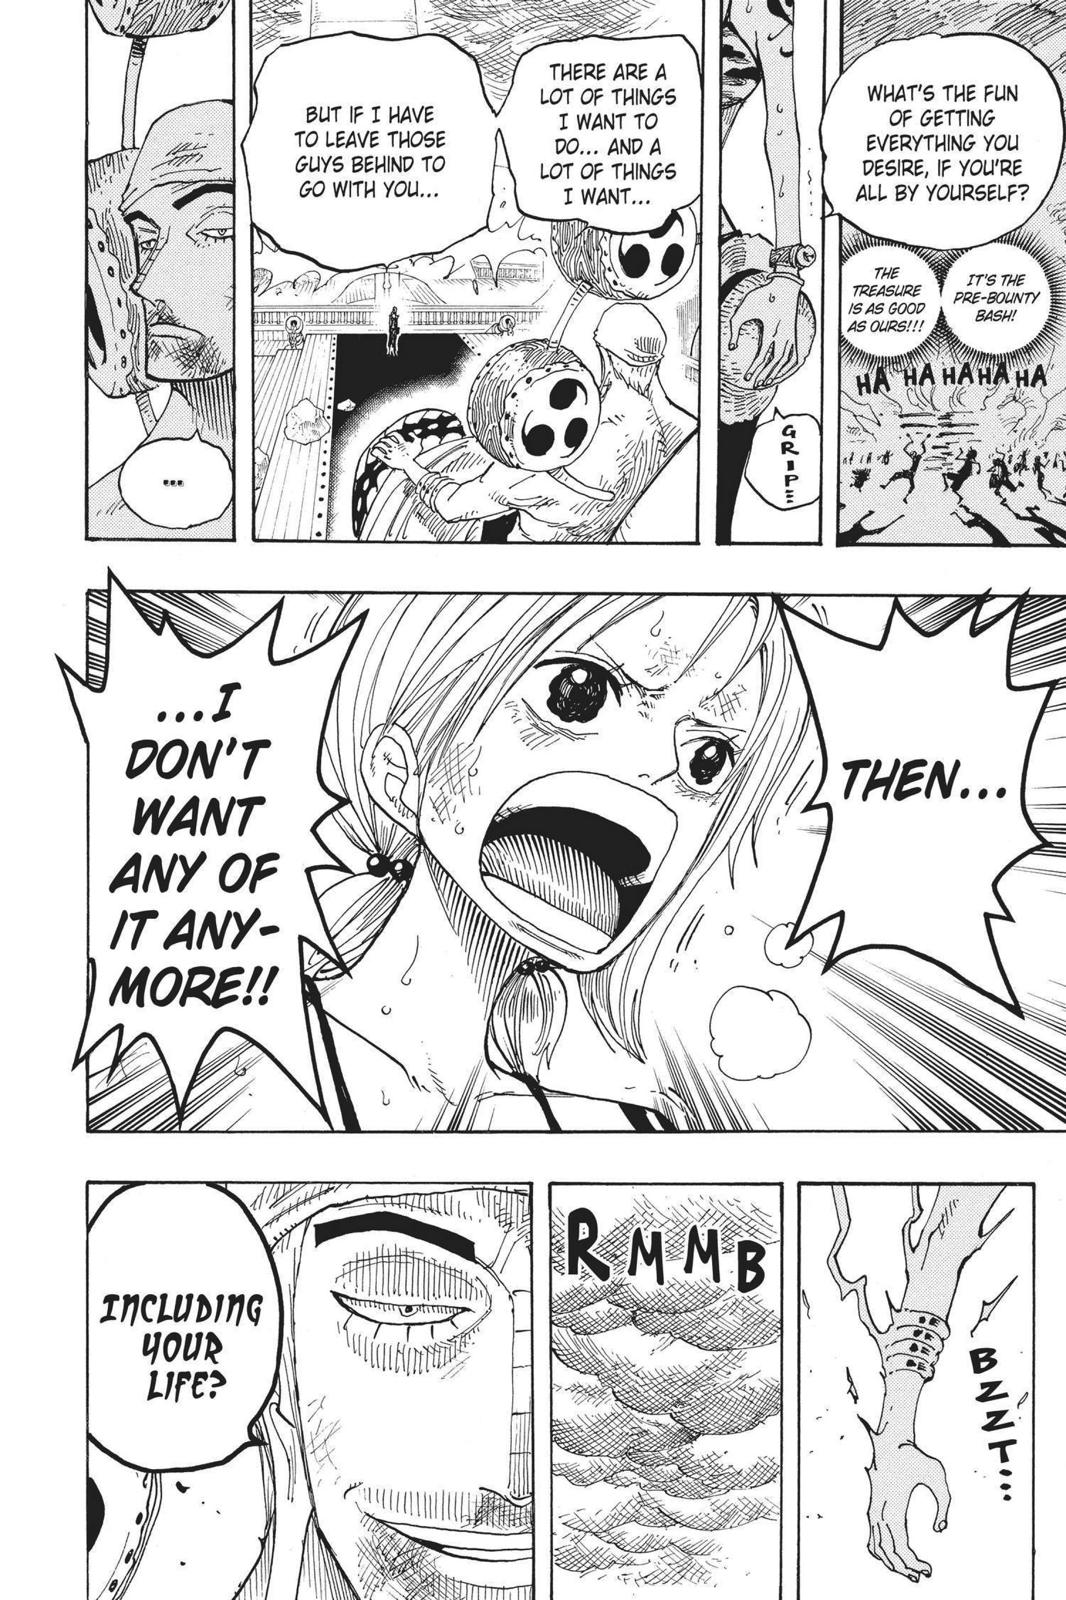 WHAT'S THE FUN
OF GETTING
EVERYTHING YOU
DESIRE, IF YOU'RE
ALL BY YOURSELF?
IT'S THE
PRE-BOUNTY
BASH!
THE
TREASURE
IS AS GOOD
AS OURS!!!
HA HA HA HA HA
GRIP...
THERE ARE A
LOT OF THINGS
I WANT TO
DO... AND A
LOT OF THINGS
I WANT...
BUT IF I HAVE
TO LEAVE THOSE
GUYS BEHIND TO
GO WITH YOU...
...
THEN...
...I
DON'T
WANT
ANY OF
IT ANY-
MORE!!
BZZT...
RMMB
INCLUDING
YOUR
LIFE?